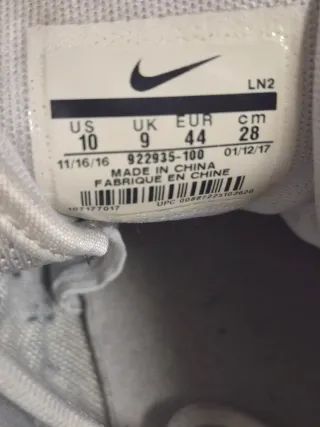 LN2
US UK EUR cm
10 9 44 28
11/16/16 922935-100 01/12/17
MADE IN CHINA
FABRIQUE EN CHINE